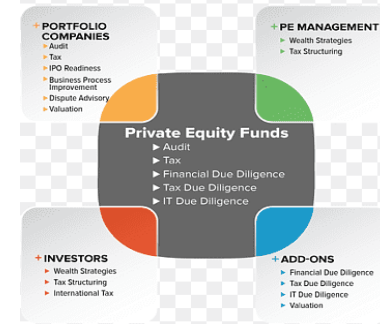 + PORTFOLIO
COMPANIES
▶ Audit
▶ Tax
▶ IPO Readiness
▶ Business Process
Improvement
▶ Dispute Advisory
▶ Valuation
+ PE MANAGEMENT
▶ Wealth Strategies
▶ Tax Structuring
Private Equity Funds
▶ Audit
▶ Tax
▶ Financial Due Diligence
▶ Tax Due Diligence
▶ IT Due Diligence
+ INVESTORS
▶ Wealth Strategies
▶ Tax Structuring
▶ International Tax
+ ADD-ONS
▶ Financial Due Diligence
▶ Tax Due Diligence
▶ IT Due Diligence
▶ Valuation